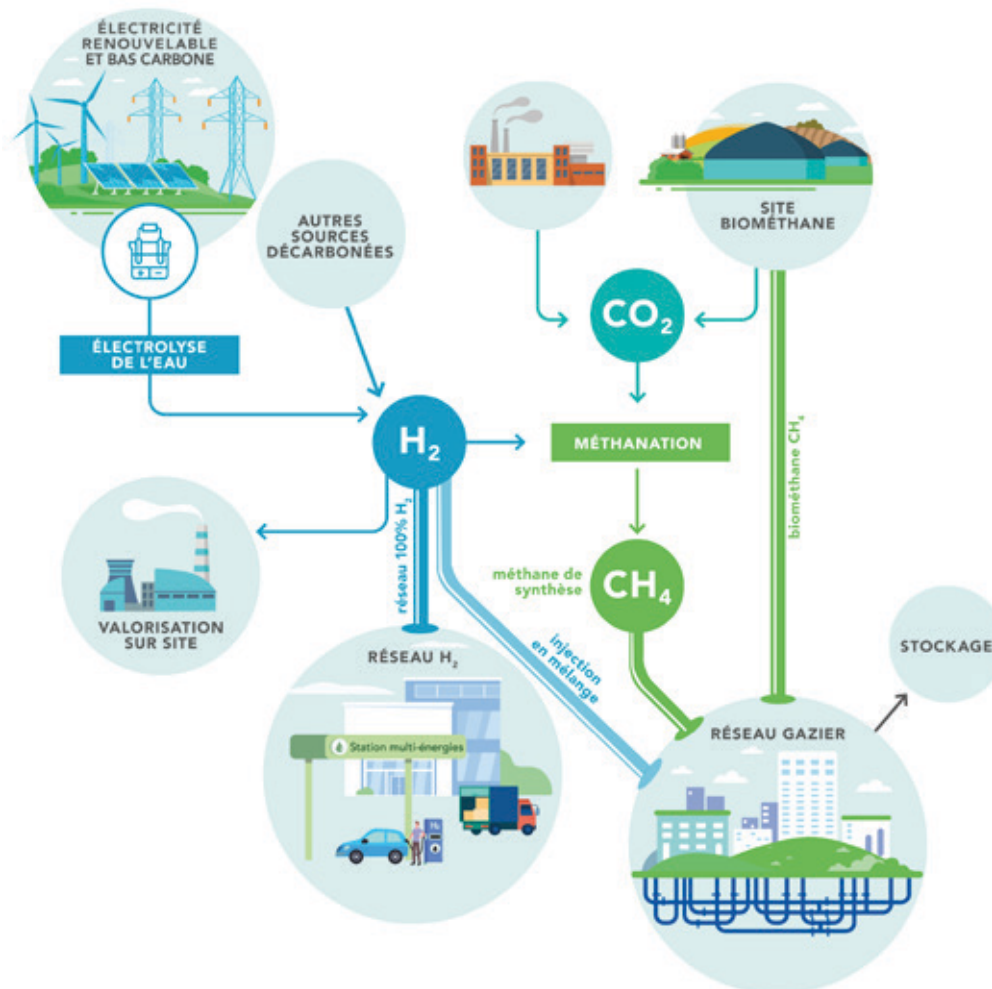 ÉLECTRICITÉ
RENOUVELABLE
ET BAS CARBONE
AUTRES
SOURCES
DÉCARBONÉES
SITE
BIOMÉTHANE
CO₂
ÉLECTROLYSE
DE L'EAU
H₂
MÉTHANATION
biométhane CH₄
réseau 100% H₂
méthane de
synthèse
CH₄
VALORISATION
SUR SITE
injection
en mélange
STOCKAGE
RÉSEAU H₂
Station multi-énergies
H₂
RÉSEAU GAZIER